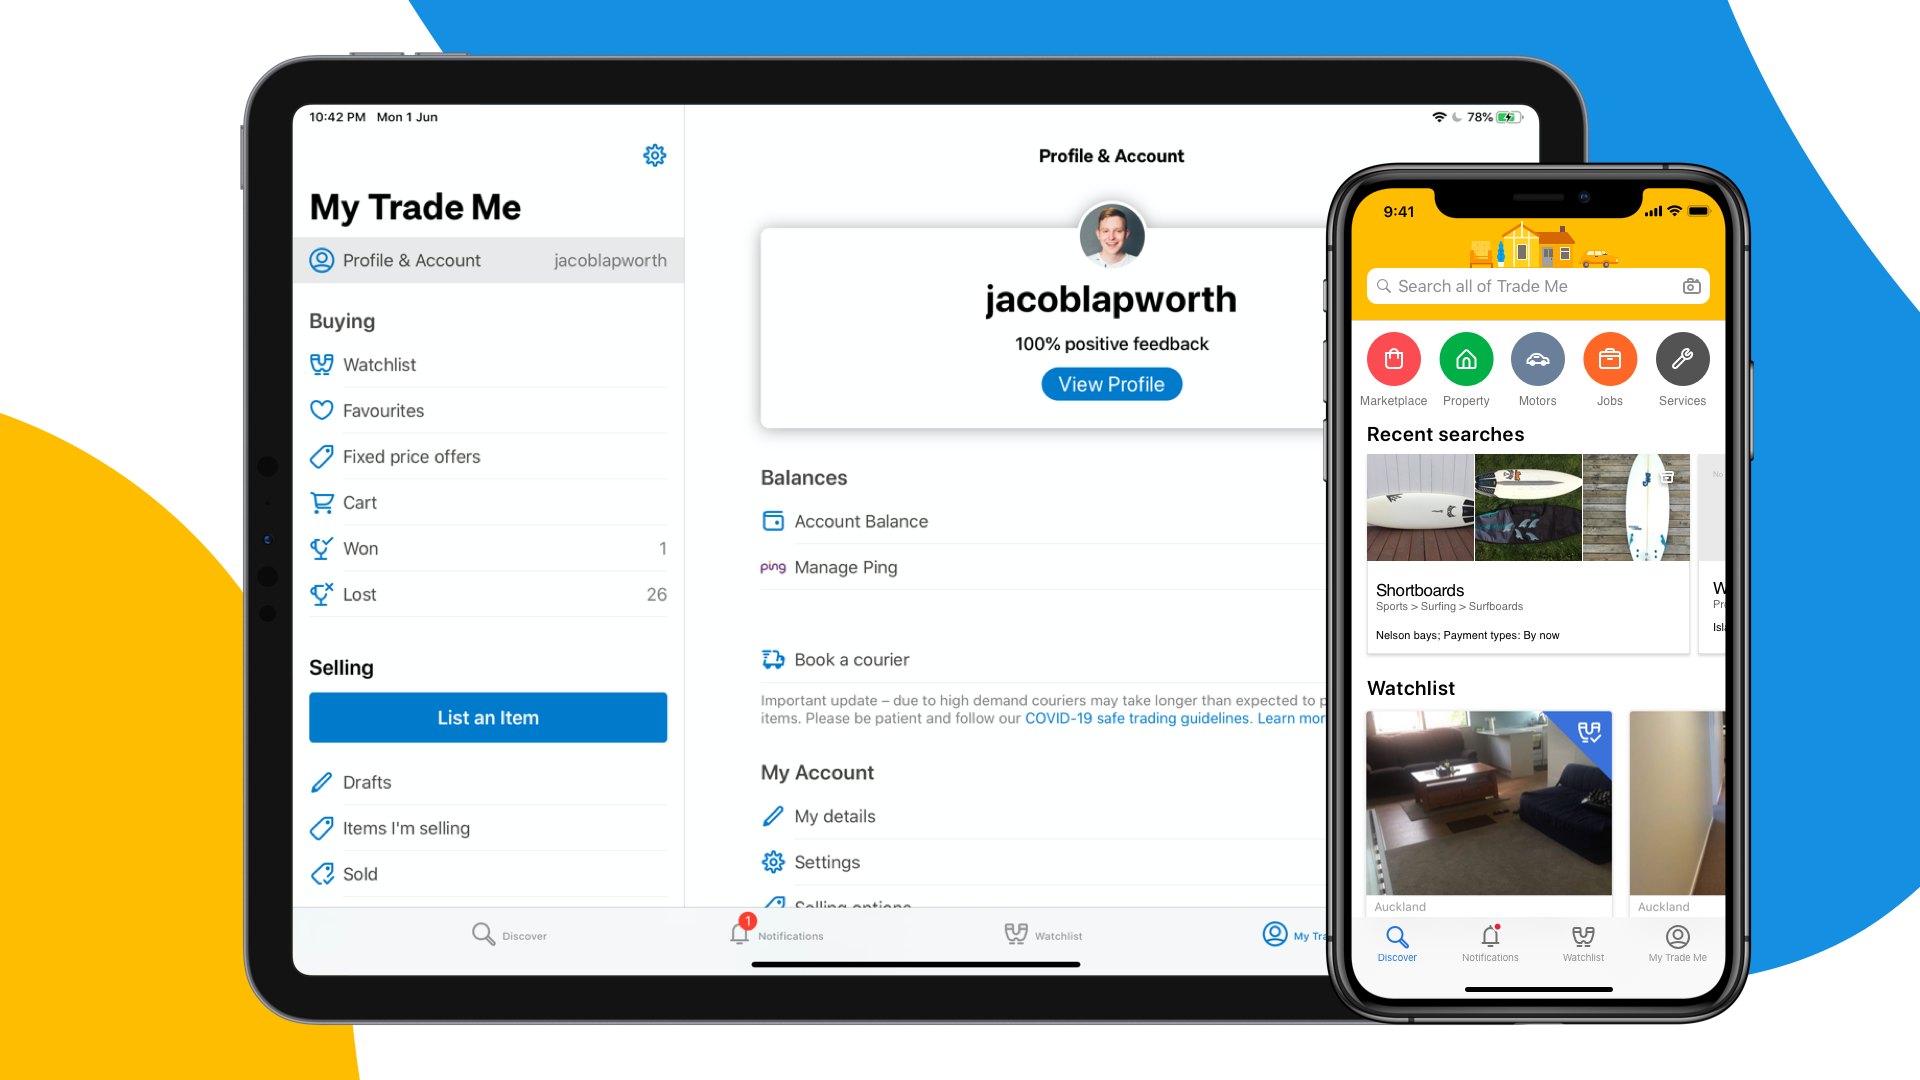 10:42 PM Mon 1 Jun
78%
My Trade Me
Profile & Account jacoblapworth
Buying
Watchlist
Favourites
Fixed price offers
Cart
Won 1
Lost 26
Selling
List an Item
Drafts
Items I'm selling
Sold
Profile & Account
jacoblapworth
100% positive feedback
View Profile
Balances
Account Balance
ping Manage Ping
Book a courier
Important update – due to high demand couriers may take longer than expected to p
items. Please be patient and follow our COVID-19 safe trading guidelines. Learn mor
My Account
My details
Settings
Selling options
Discover
1
Notifications
Watchlist
My Tra
9:41
Search all of Trade Me
Marketplace Property Motors Jobs Services
Recent searches
No
Shortboards
Sports > Surfing > Surfboards
Nelson bays; Payment types: By now
W
Pr
Isl
Watchlist
Auckland
Auckland
Discover Notifications Watchlist My Trade Me